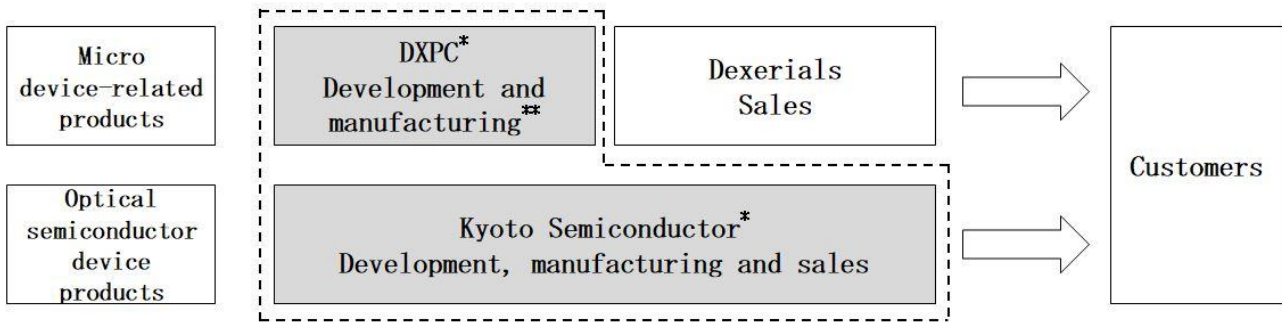 Micro
device-related
products
DXPC*
Development and
manufacturing**
Dexerials
Sales
Customers
Optical
semiconductor
device
products
Kyoto Semiconductor*
Development, manufacturing and sales